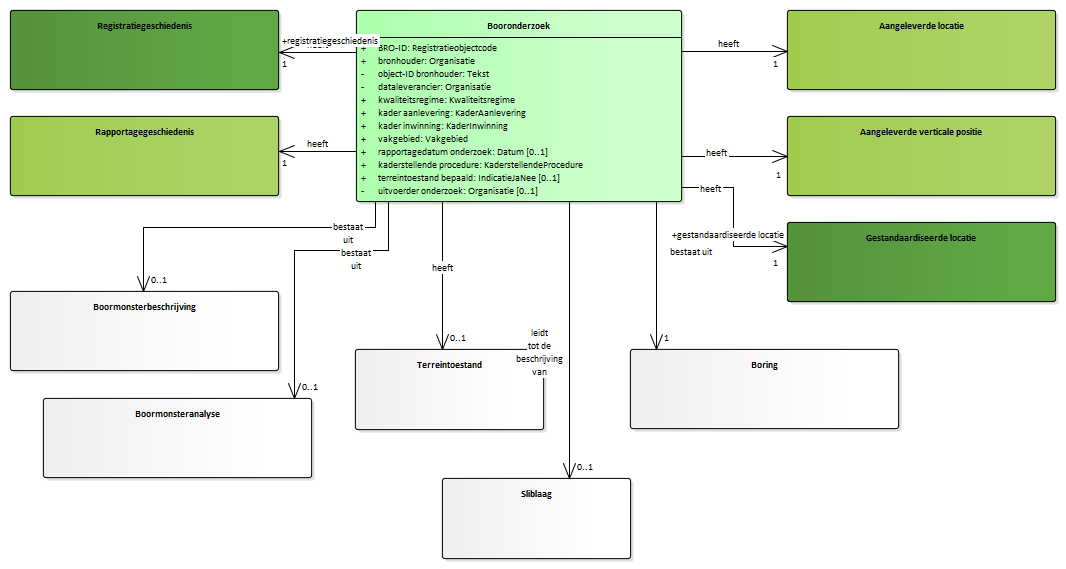 Registratiegeschiedenis
Booronderzoek
Aangeleverde locatie
+registratiegeschiedenis
1
+ BRO-ID: Registratieobjectcode
+ bronhouder: Organisatie
- object-ID bronhouder: Tekst
- dataleverancier: Organisatie
+ kwaliteitsregime: Kwaliteitsregime
+ kader aanlevering: KaderAanlevering
+ kader inwinning: KaderInwinning
+ vakgebied: Vakgebied
+ rapportagedatum onderzoek: Datum [0..1]
+ kaderstellende procedure: KaderstellendeProcedure
+ terreintoestand bepaald: IndicatieJaNee [0..1]
- uitvoerder onderzoek: Organisatie [0..1]
heeft
1
Rapportagegeschiedenis
heeft
1
Aangeleverde verticale positie
heeft
1
heeft
Gestandaardiseerde locatie
+gestandaardiseerde locatie
1
bestaat
uit
0..1
bestaat
uit
0..1
heeft
0..1
leidt
tot de
beschrijving
van
0..1
bestaat uit
1
Boormonsterbeschrijving
Boormonsteranalyse
Terreintoestand
Boring
Sliblaag